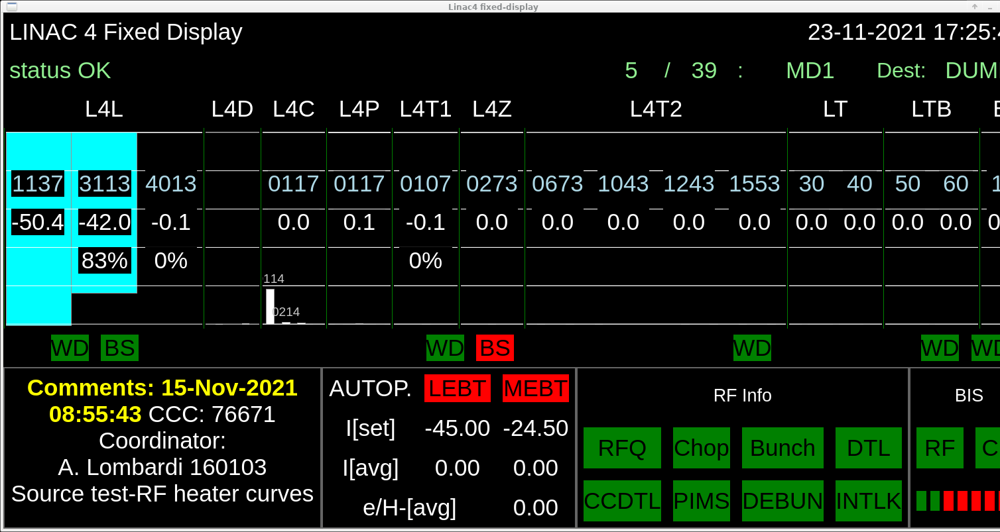 Linac4 fixed-display
LINAC 4 Fixed Display 23-11-2021 17:25:
status OK 5 / 39 : MD1 Dest: DUM
L4L L4D L4C L4P L4T1 L4Z L4T2 LT LTB
1137 3113 4013 0117 0117 0107 0273 0673 1043 1243 1553 30 40 50 60 1
-50.4 -42.0 -0.1 0.0 0.1 -0.1 0.0 0.0 0.0 0.0 0.0 0.0 0.0 0.0 0.0 0
83% 0% 0%
114
0214
WD BS WD BS WD WD WD
Comments: 15-Nov-2021
08:55:43 CCC: 76671
Coordinator:
A. Lombardi 160103
Source test-RF heater curves
AUTOP. LEBT MEBT
I[set] -45.00 -24.50
I[avg] 0.00 0.00
e/H-[avg] 0.00
RF Info
RFQ Chop Bunch DTL
CCDTL PIMS DEBUN INTLK
BIS
RF C